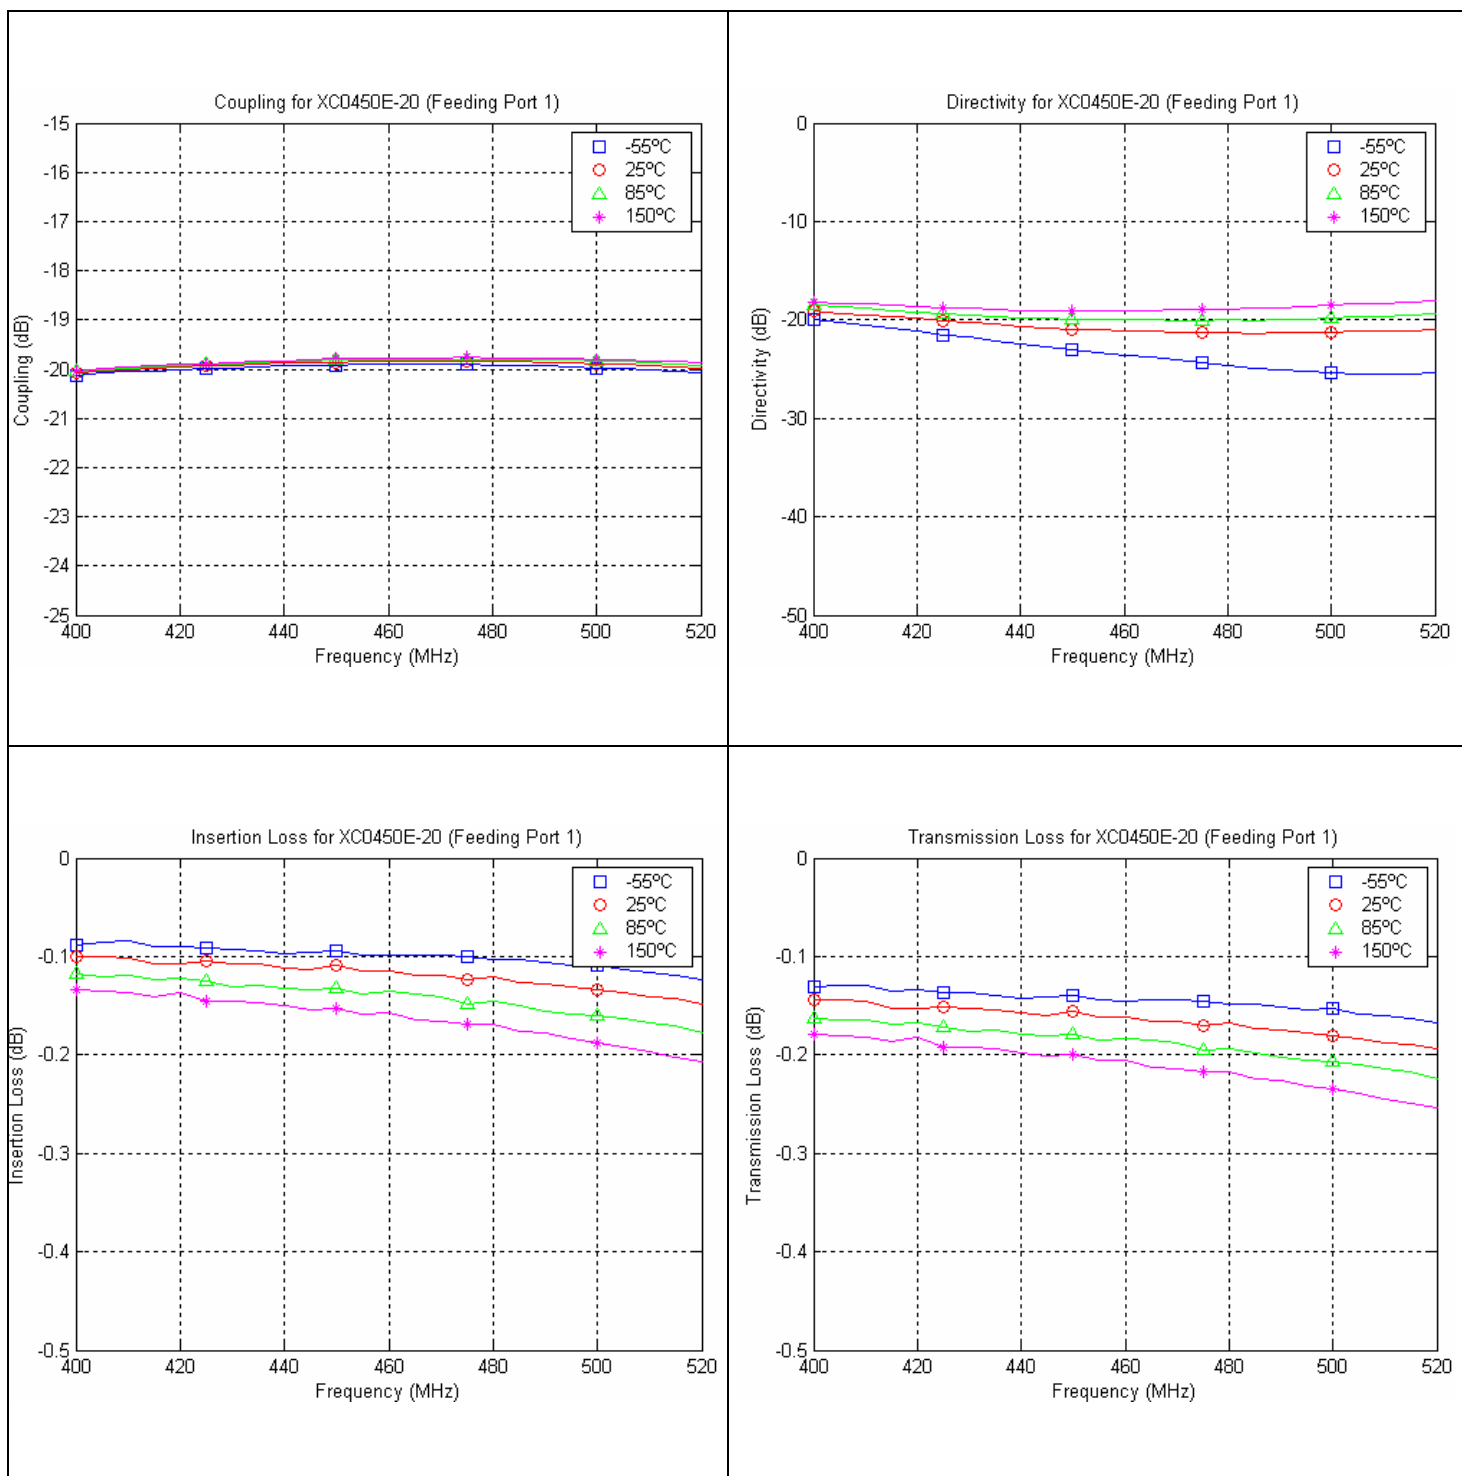 Coupling for XC0450E-20 (Feeding Port 1)
-15
-16
-17
-18
-19
-20
-21
-22
-23
-24
-25
Coupling (dB)
-55ºC
25ºC
85ºC
150ºC
400 420 440 460 480 500 520
Frequency (MHz)
Directivity for XC0450E-20 (Feeding Port 1)
0
-10
-20
-30
-40
-50
Directivity (dB)
-55ºC
25ºC
85ºC
150ºC
400 420 440 460 480 500 520
Frequency (MHz)
Insertion Loss for XC0450E-20 (Feeding Port 1)
0
-0.1
-0.2
-0.3
-0.4
-0.5
Insertion Loss (dB)
-55ºC
25ºC
85ºC
150ºC
400 420 440 460 480 500 520
Frequency (MHz)
Transmission Loss for XC0450E-20 (Feeding Port 1)
0
-0.1
-0.2
-0.3
-0.4
-0.5
Transmission Loss (dB)
-55ºC
25ºC
85ºC
150ºC
400 420 440 460 480 500 520
Frequency (MHz)